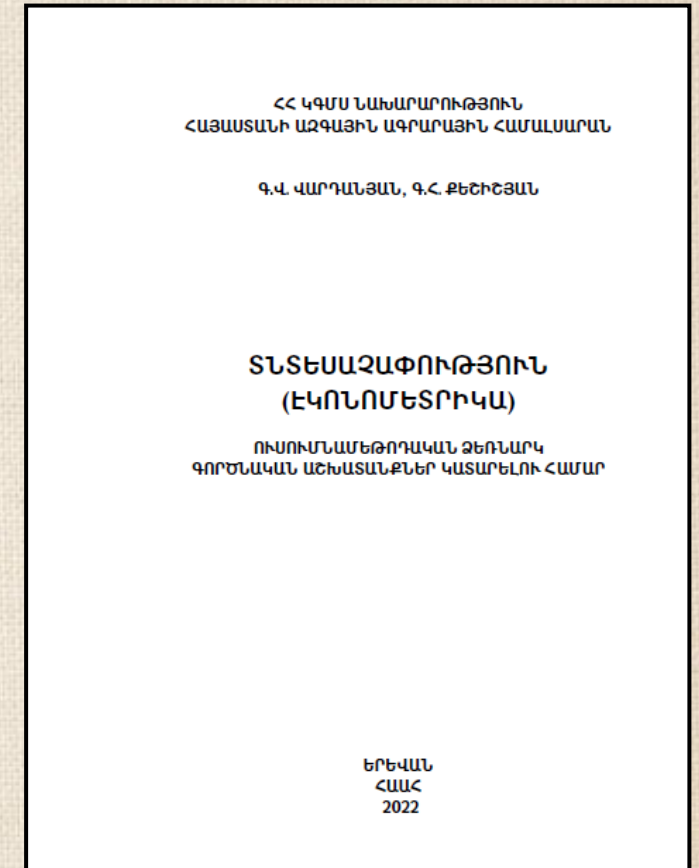 ՀՀ ԿԳՄՍ ՆԱԽԱՐԱՐՈՒԹՅՈՒՆ
ՀԱՅԱՍՏԱՆԻ ԱԶԳԱՅԻՆ ԱԳՐԱՐԱՅԻՆ ՀԱՄԱԼՍԱՐԱՆ
Գ.Վ. ՎԱՐԴԱՆՅԱՆ, Գ.Հ. ՔԵՇԻՇՅԱՆ
ՏՆՏԵՍԱՉԱՓՈՒԹՅՈՒՆ
(ԷԿՈՆՈՄԵՏՐԻԿԱ)
ՈՒՍՈՒՄՆԱՄԵԹՈԴԱԿԱՆ ՁԵՌՆԱՐԿ
ԳՈՐԾՆԱԿԱՆ ԱՇԽԱՏԱՆՔՆԵՐ ԿԱՏԱՐԵԼՈՒ ՀԱՄԱՐ
ԵՐԵՎԱՆ
ՀԱԱՀ
2022